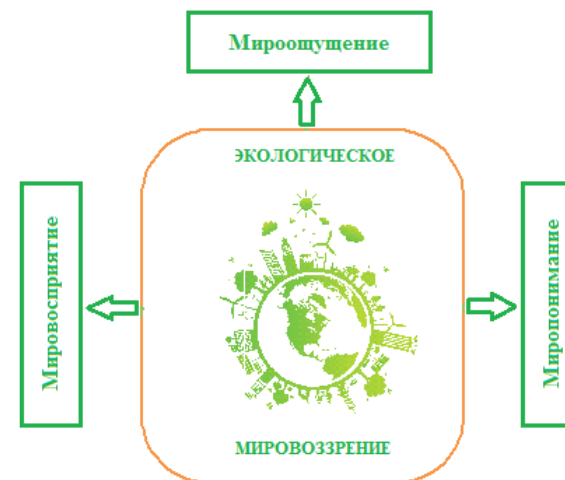 Мироощущение
ЭКОЛОГИЧЕСКОЕ
Мировосприятие
Миропонимание
МИРОВОЗЗРЕНИЕ